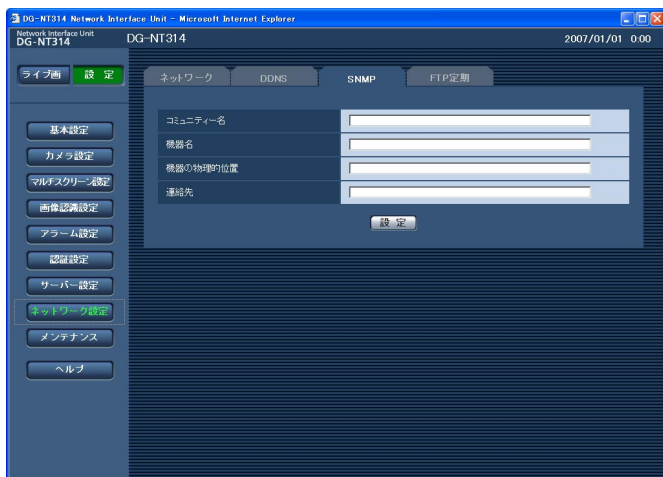 DG-NT314 Network Interface Unit - Microsoft Internet Explorer
Network Interface Unit
DG-NT314
DG-NT314
2007/01/01 0:00
ライブ画 設 定
ネットワーク DDNS SNMP FTP定期
コミュニティー名
機器名
機器の物理的位置
連絡先
設 定
基本設定
カメラ設定
マルチスクリーン設定
画像認識設定
アラーム設定
認証設定
サーバー設定
ネットワーク設定
メンテナンス
ヘルプ